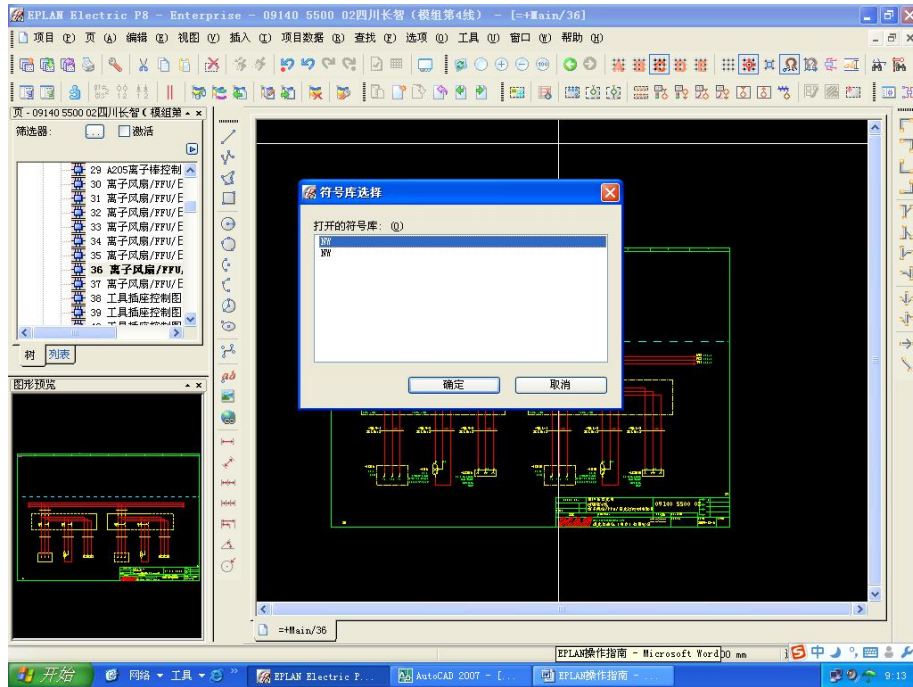 EPLAN Electric P8 - Enterprise - 09140 5500 02四川长智（模组第4线） - [=+Main/36]
项目 (P) 页 (A) 编辑 (E) 视图 (V) 插入 (I) 项目数据 (R) 查找 (F) 选项 (O) 工具 (U) 窗口 (W) 帮助 (H)
页 - 09140 5500 02四川长智（模组第
筛选器: ... 激活
29 A205离子棒控制
30 离子风扇/FFU/E
31 离子风扇/FFU/E
32 离子风扇/FFU/E
33 离子风扇/FFU/E
34 离子风扇/FFU/E
35 离子风扇/FFU/E
36 离子风扇/FFU,
37 离子风扇/FFU/E
38 工具插座控制图
39 工具插座控制图
树 列表
图形预览
ab
符号库选择
打开的符号库: (O)
NW
NW
确定 取消
09140 5500 02
=+Main/36
EPLAN操作指南 - Microsoft Word
mm
中
开始 网络 工具 EPLAN Electric P... AutoCAD 2007 - [... EPLAN操作指南 - ... 9:13